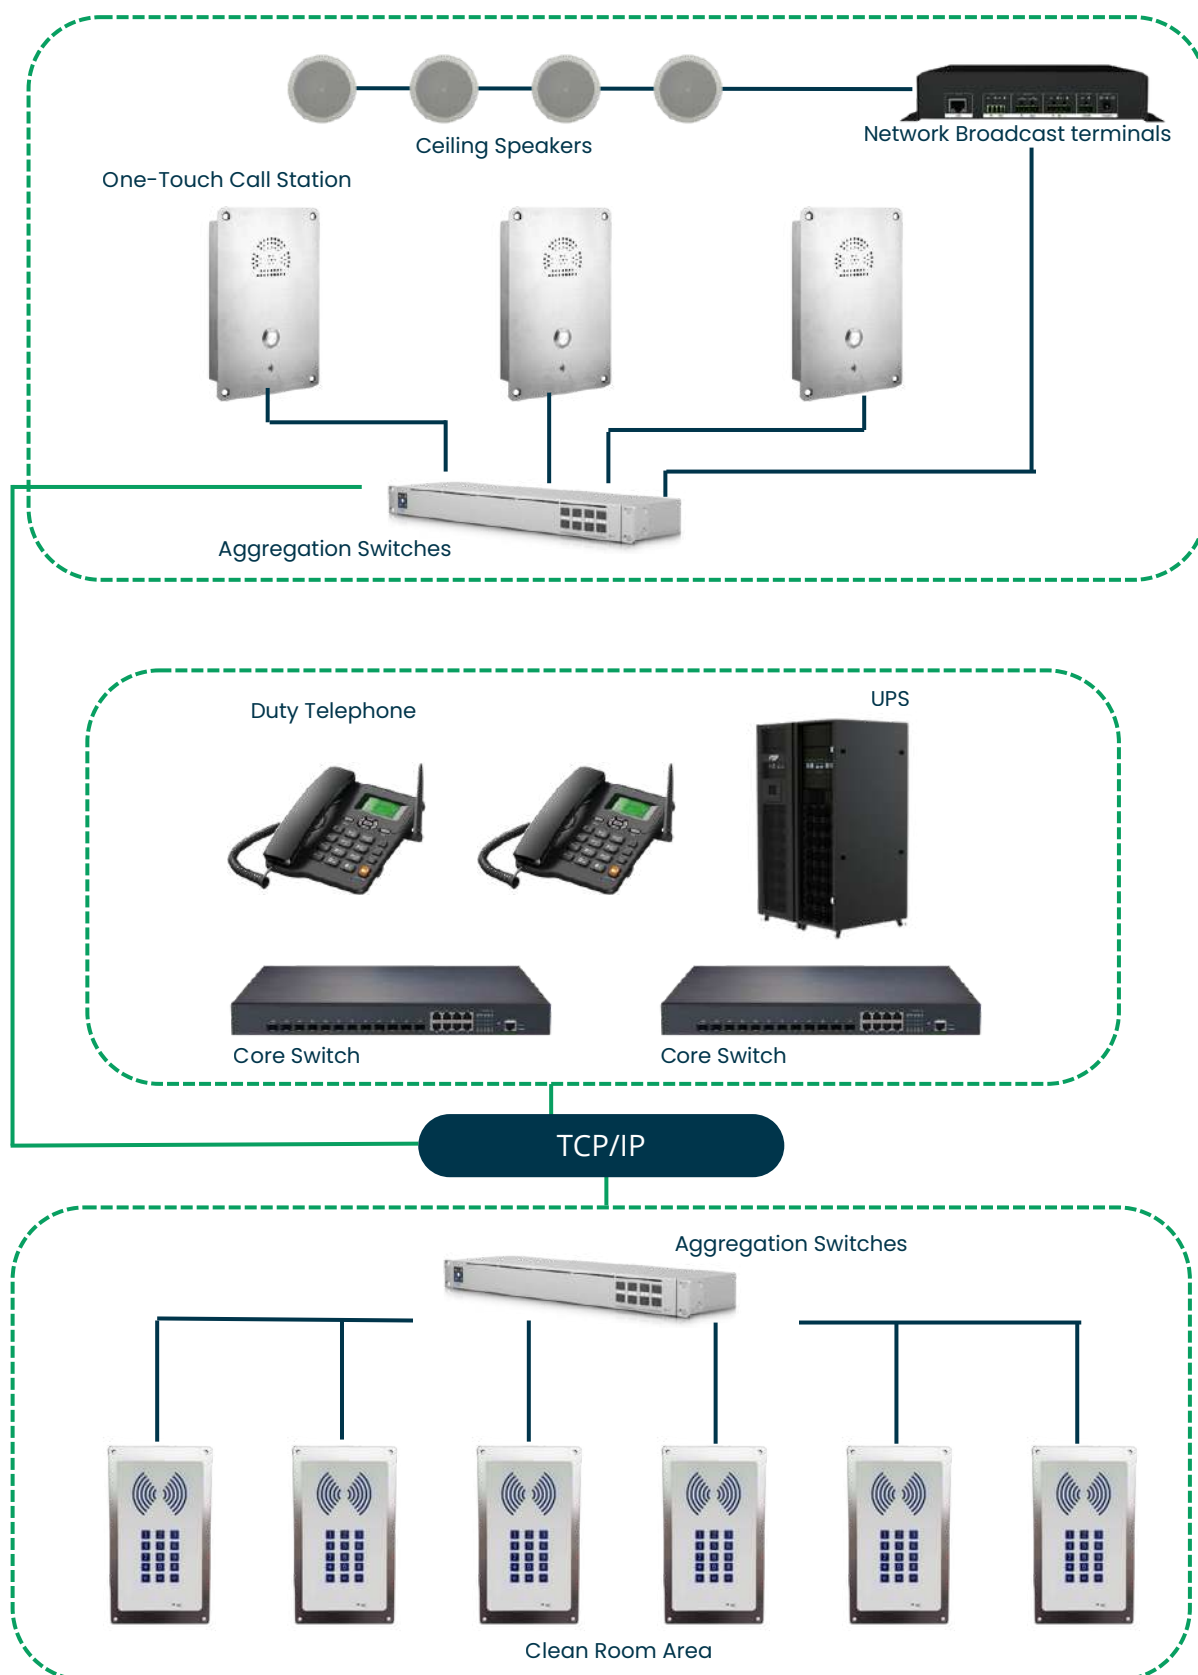 Ceiling Speakers
Network Broadcast terminals
One-Touch Call Station
Aggregation Switches
Duty Telephone
UPS
Core Switch
Core Switch
TCP/IP
Aggregation Switches
Clean Room Area